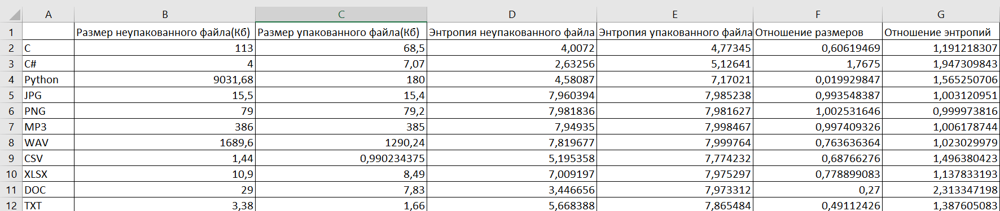 A B C D E F G
1 Размер неупакованного файла(Кб) Размер упакованного файла(Кб) Энтропия неупакованного файла Энтропия упакованного файла Отношение размеров Отношение энтропий
2 C 113 68,5 4,0072 4,77345 0,60619469 1,191218307
3 C# 4 7,07 2,63256 5,12641 1,7675 1,947309843
4 Python 9031,68 180 4,58087 7,17021 0,019929847 1,565250706
5 JPG 15,5 15,4 7,960394 7,985238 0,993548387 1,003120951
6 PNG 79 79,2 7,981836 7,981627 1,002531646 0,999973816
7 MP3 386 385 7,94935 7,998467 0,997409326 1,006178744
8 WAV 1689,6 1290,24 7,819677 7,999764 0,763636364 1,023029979
9 CSV 1,44 0,990234375 5,195358 7,774232 0,68766276 1,496380423
10 XLSX 10,9 8,49 7,009197 7,975297 0,778899083 1,137833193
11 DOC 29 7,83 3,446656 7,973312 0,27 2,313347198
12 TXT 3,38 1,66 5,668388 7,865484 0,49112426 1,387605083